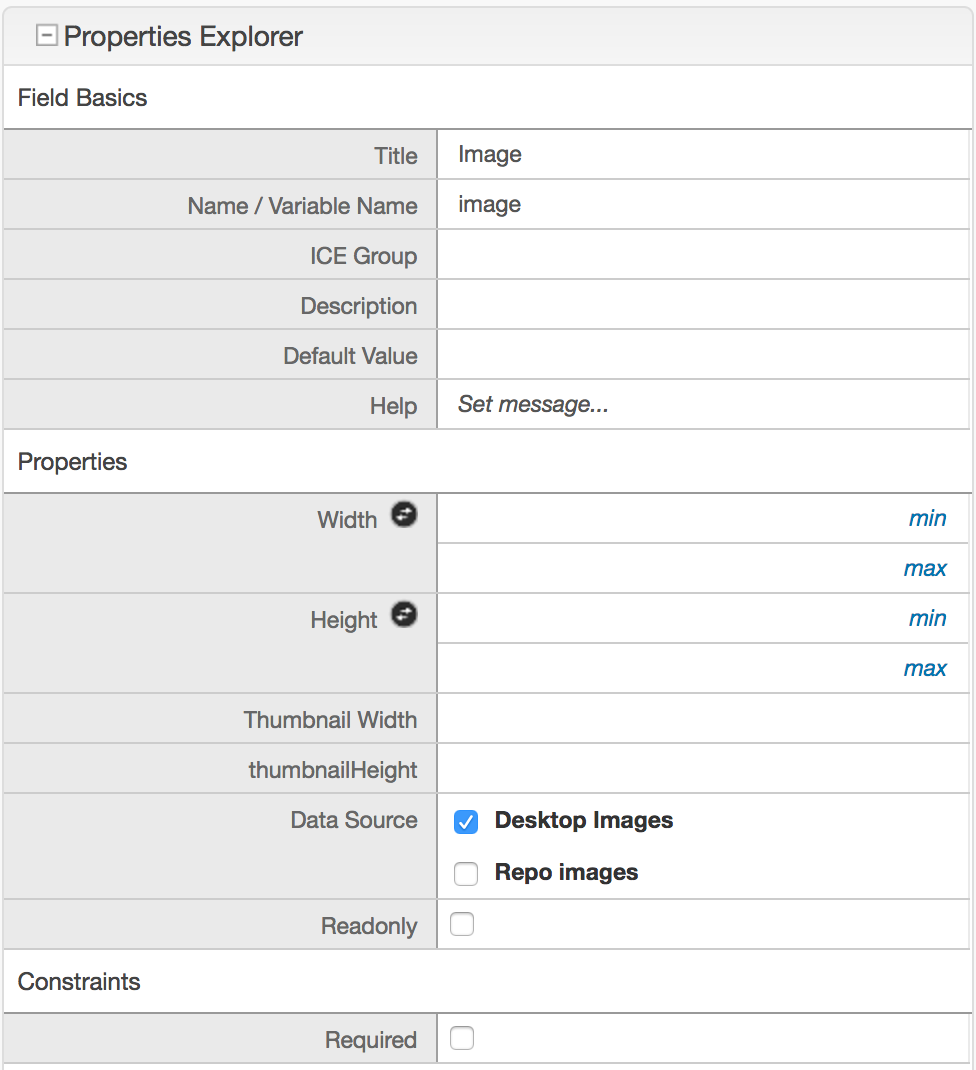 Properties Explorer
Field Basics
Title Image
Name / Variable Name image
ICE Group
Description
Default Value
Help Set message...
Properties
Width min
max
Height min
max
Thumbnail Width
thumbnailHeight
Data Source Desktop Images
Repo images
Readonly
Constraints
Required